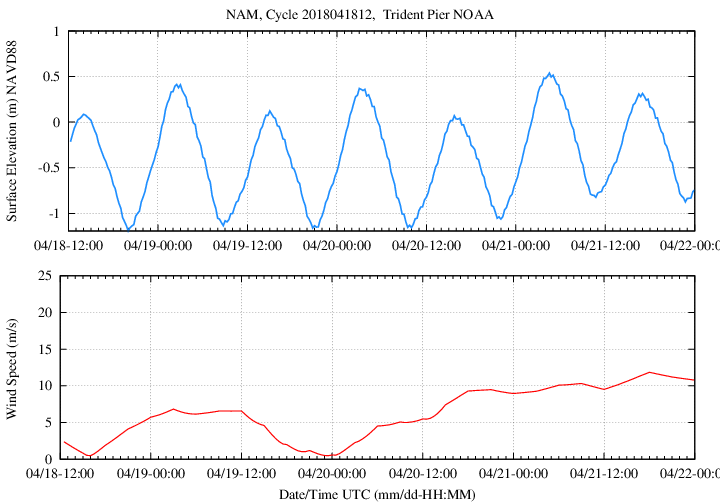 NAM, Cycle 2018041812,  Trident Pier NOAA
Surface Elevation (m) NAVD88
1
0.5
0
-0.5
-1
04/18-12:00 04/19-00:00 04/19-12:00 04/20-00:00 04/20-12:00 04/21-00:00 04/21-12:00 04/22-0
Wind Speed (m/s)
25
20
15
10
5
0
04/18-12:00 04/19-00:00 04/19-12:00 04/20-00:00 04/20-12:00 04/21-00:00 04/21-12:00 04/22-0
Date/Time UTC (mm/dd-HH:MM)